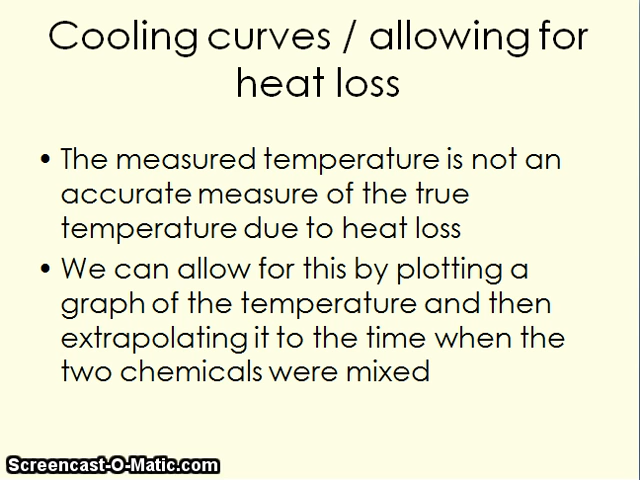 Cooling curves / allowing for
heat loss
• The measured temperature is not an
accurate measure of the true
temperature due to heat loss
• We can allow for this by plotting a
graph of the temperature and then
extrapolating it to the time when the
two chemicals were mixed
Screencast-O-Matic.com